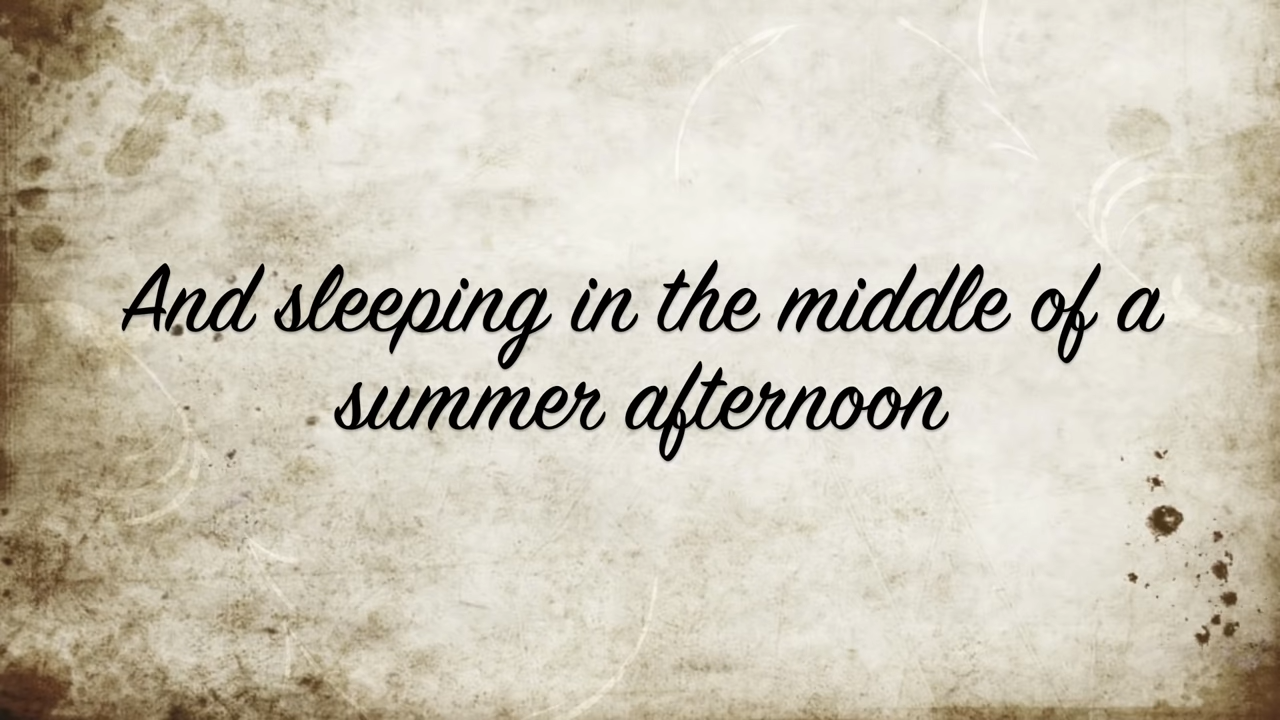 And sleeping in the middle of a
summer afternoon